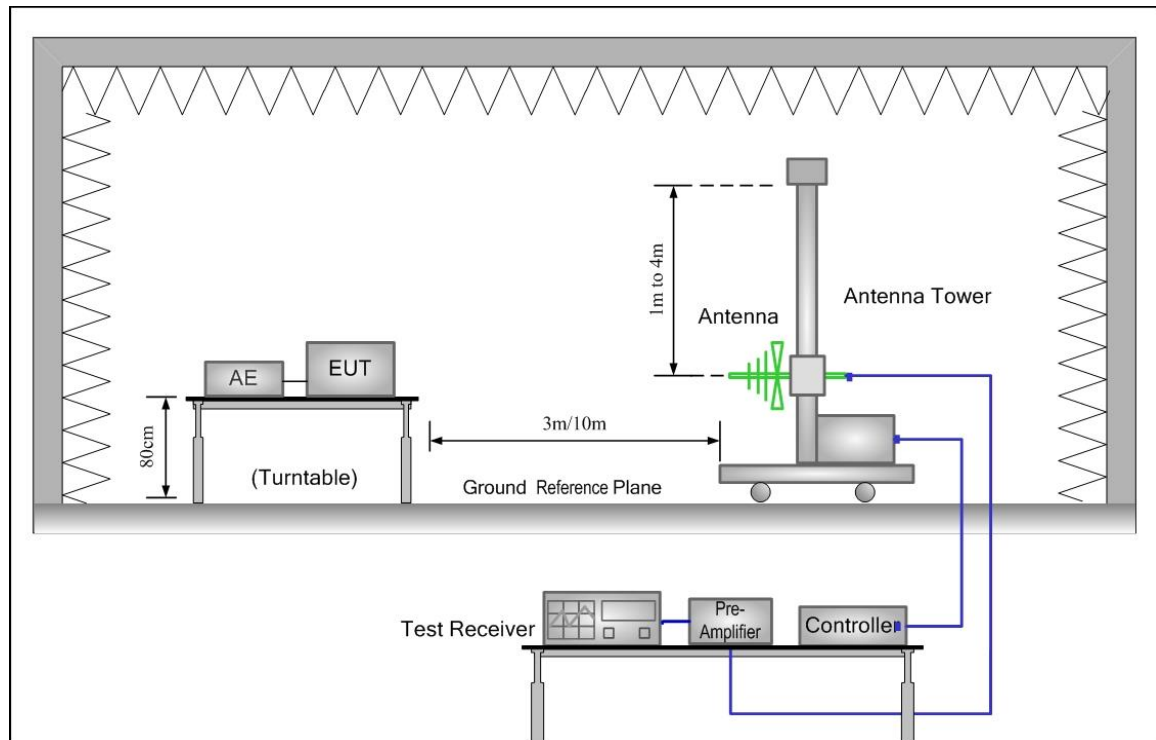 1m to 4m
Antenna Tower
Antenna
EUT
AE
3m/10m
80cm
(Turntable)
Ground Reference Plane
Pre-
Amplifier
Test Receiver
Controller